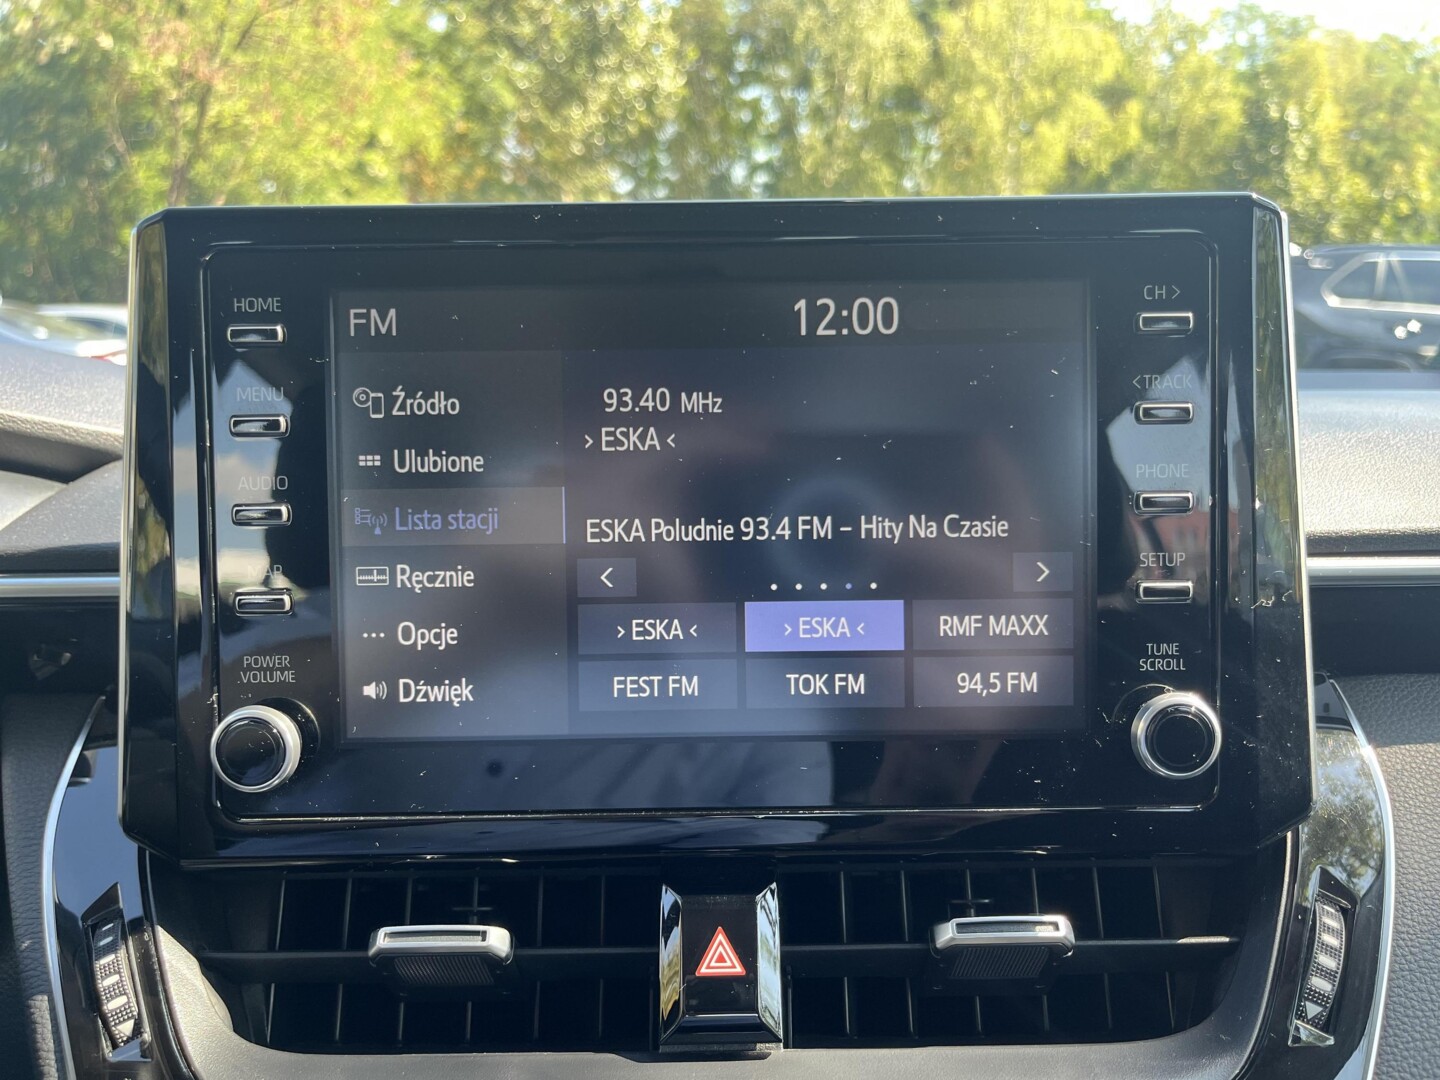 HOME
MENU
AUDIO
MAP
POWER
VOLUME
FM
12:00
Źródło
Ulubione
Lista stacji
Ręcznie
Opcje
Dźwięk
93.40 MHz
› ESKA ‹
ESKA Poludnie 93.4 FM – Hity Na Czasie
› ESKA ‹
› ESKA ‹
RMF MAXX
FEST FM
TOK FM
94,5 FM
CH >
< TRACK
PHONE
SETUP
TUNE
SCROLL